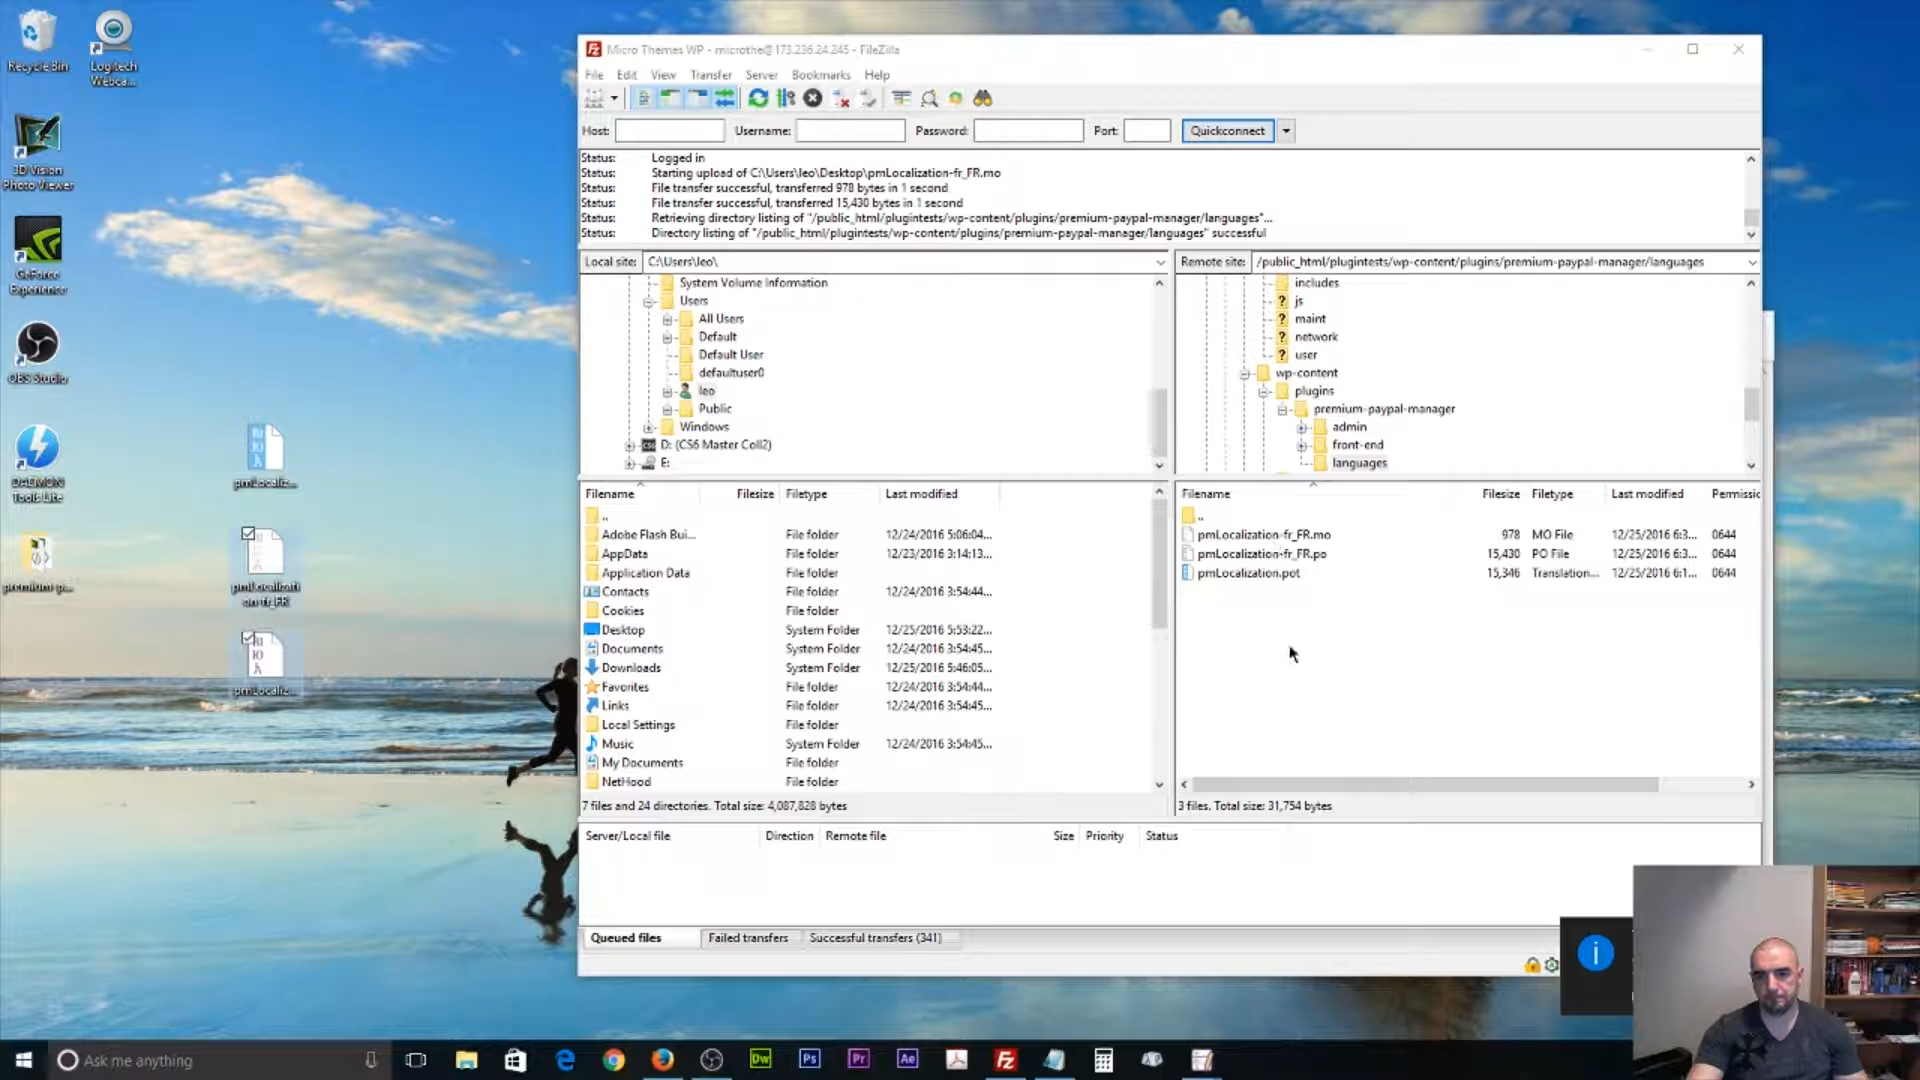 Recycle Bin
Logitech
Webca...
3D Vision
Photo Viewer
GeForce
Experience
OBS Studio
DAEMON
Tools Lite
premium-p...
pmLocaliz...
pmLocalizati
on-fr_FR
pmLocaliz...
Micro Themes WP - microthe@173.236.24.245 - FileZilla
File Edit View Transfer Server Bookmarks Help
Host: Username: Password: Port: Quickconnect
Status: Logged in
Status: Starting upload of C:\Users\leo\Desktop\pmLocalization-fr_FR.mo
Status: File transfer successful, transferred 978 bytes in 1 second
Status: File transfer successful, transferred 15,430 bytes in 1 second
Status: Retrieving directory listing of "/public_html/plugintests/wp-content/plugins/premium-paypal-manager/languages"...
Status: Directory listing of "/public_html/plugintests/wp-content/plugins/premium-paypal-manager/languages" successful
Local site: C:\Users\leo\
System Volume Information
Users
All Users
Default
Default User
defaultuser0
leo
Public
Windows
D: (CS6 Master Coll2)
E:
Remote site: /public_html/plugintests/wp-content/plugins/premium-paypal-manager/languages
includes
js
maint
network
user
wp-content
plugins
premium-paypal-manager
admin
front-end
languages
Filename Filesize Filetype Last modified
..
Adobe Flash Bui... File folder 12/24/2016 5:06:04...
AppData File folder 12/23/2016 3:14:13...
Application Data File folder
Contacts File folder 12/24/2016 3:54:44...
Cookies File folder
Desktop System Folder 12/25/2016 5:53:22...
Documents System Folder 12/24/2016 3:54:45...
Downloads System Folder 12/25/2016 5:46:05...
Favorites File folder 12/24/2016 3:54:44...
Links File folder 12/24/2016 3:54:45...
Local Settings File folder
Music System Folder 12/24/2016 3:54:45...
My Documents File folder
NetHood File folder
7 files and 24 directories. Total size: 4,087,828 bytes
Filename Filesize Filetype Last modified Permissic
..
pmLocalization-fr_FR.mo 978 MO File 12/25/2016 6:3... 0644
pmLocalization-fr_FR.po 15,430 PO File 12/25/2016 6:3... 0644
pmLocalization.pot 15,346 Translation... 12/25/2016 6:1... 0644
3 files. Total size: 31,754 bytes
Server/Local file Direction Remote file Size Priority Status
Queued files Failed transfers Successful transfers (341)
Ask me anything
Dw Ps Pr Ae